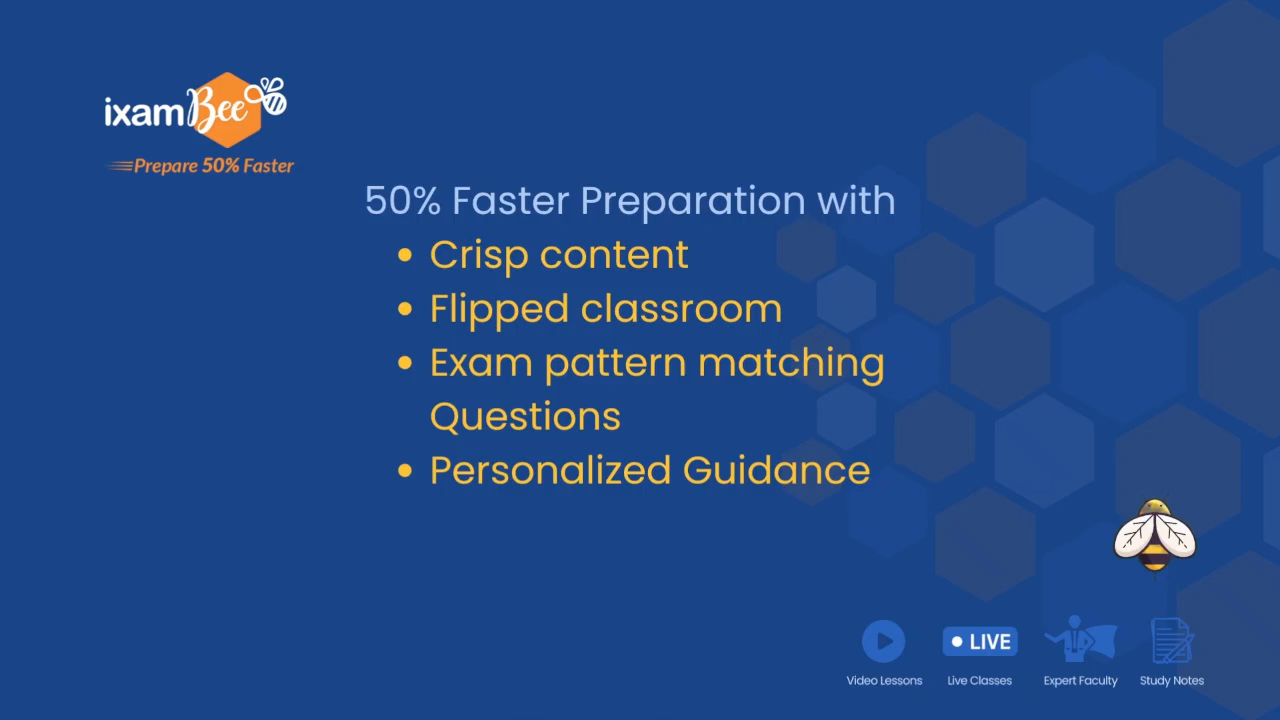 ixamBee
Prepare 50% Faster
50% Faster Preparation with
• Crisp content
• Flipped classroom
• Exam pattern matching
Questions
• Personalized Guidance
LIVE
Video Lessons
Live Classes
Expert Faculty
Study Notes